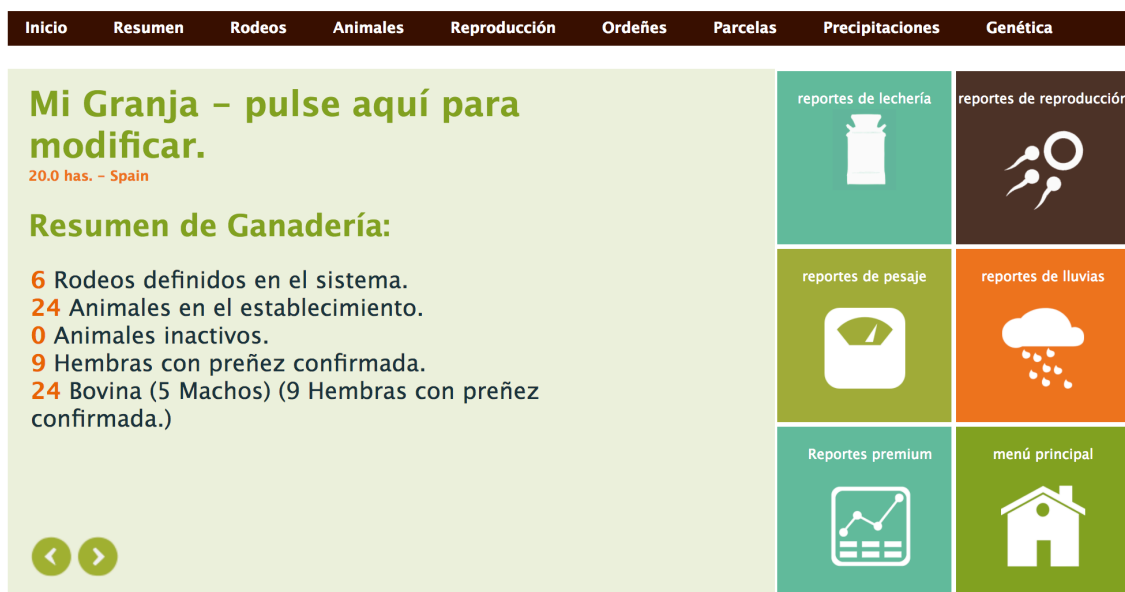 Inicio Resumen Rodeos Animales Reproducción Ordeñes Parcelas Precipitaciones Genética
Mi Granja - pulse aquí para
modificar.
20.0 has. - Spain
Resumen de Ganadería:
6 Rodeos definidos en el sistema.
24 Animales en el establecimiento.
0 Animales inactivos.
9 Hembras con preñez confirmada.
24 Bovina (5 Machos) (9 Hembras con preñez
confirmada.)
reportes de lechería
reportes de reproducción
reportes de pesaje
reportes de lluvias
Reportes premium
menú principal